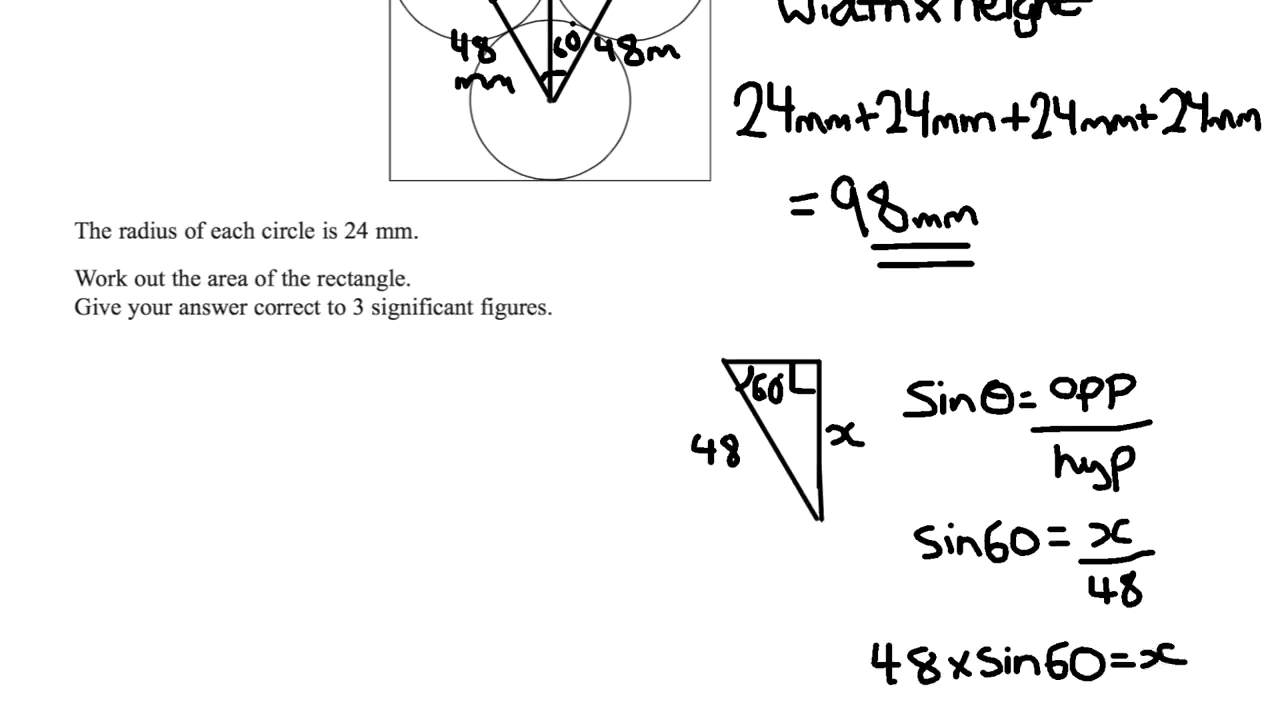 Width x height
48 mm 60° 48m
24mm+24mm+24mm+24mm
=98mm
The radius of each circle is 24 mm.
Work out the area of the rectangle.
Give your answer correct to 3 significant figures.
60°
48
x
Sinθ=opp/hyp
Sin60=x/48
48xsin60=x